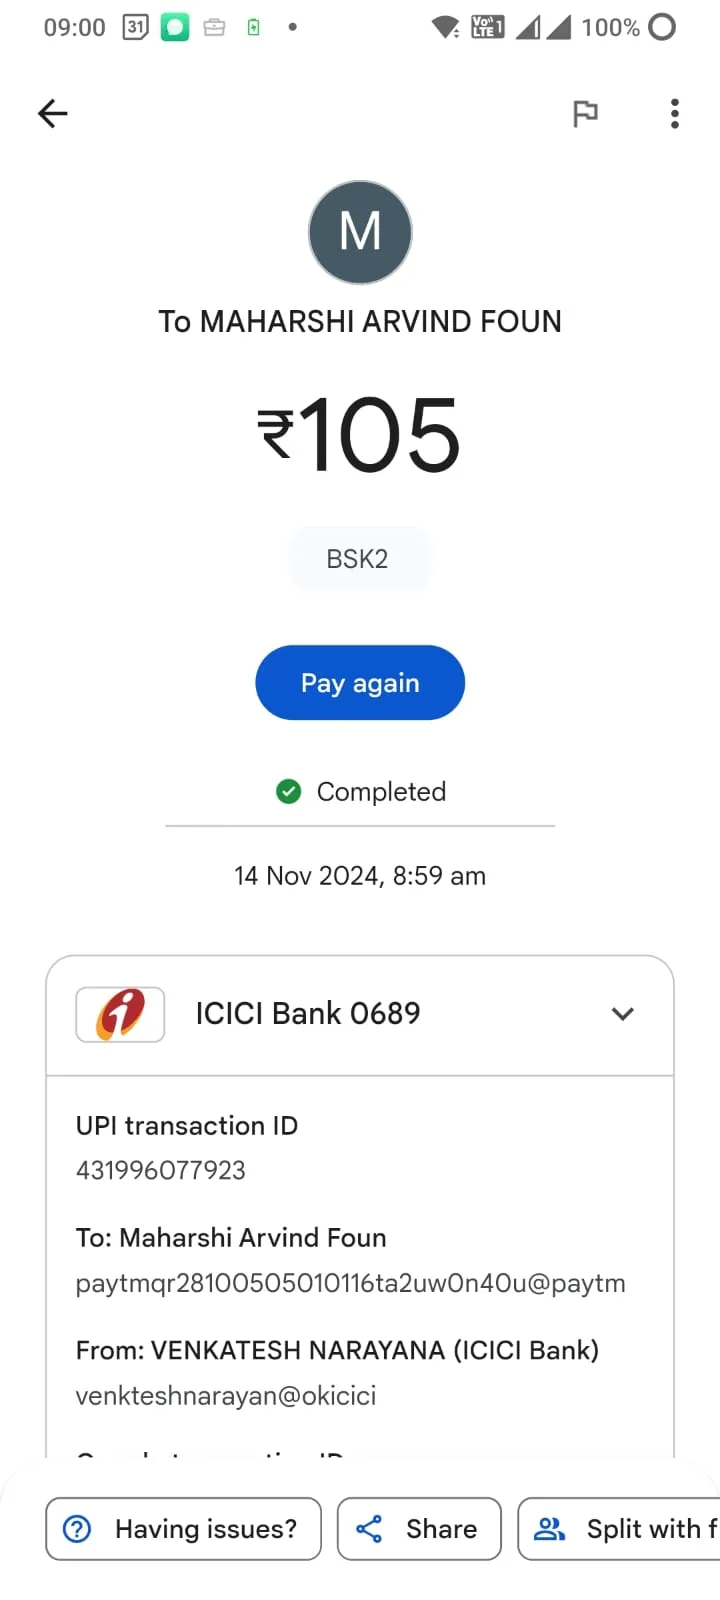 09:00 31 Vo)) LTE 1 100%
M
To MAHARSHI ARVIND FOUN
₹105
BSK2
Pay again
Completed
14 Nov 2024, 8:59 am
ICICI Bank 0689
UPI transaction ID
431996077923
To: Maharshi Arvind Foun
paytmqr28100505010116ta2uw0n40u@paytm
From: VENKATESH NARAYANA (ICICI Bank)
venkteshnarayan@okicici
Having issues? Share Split with f